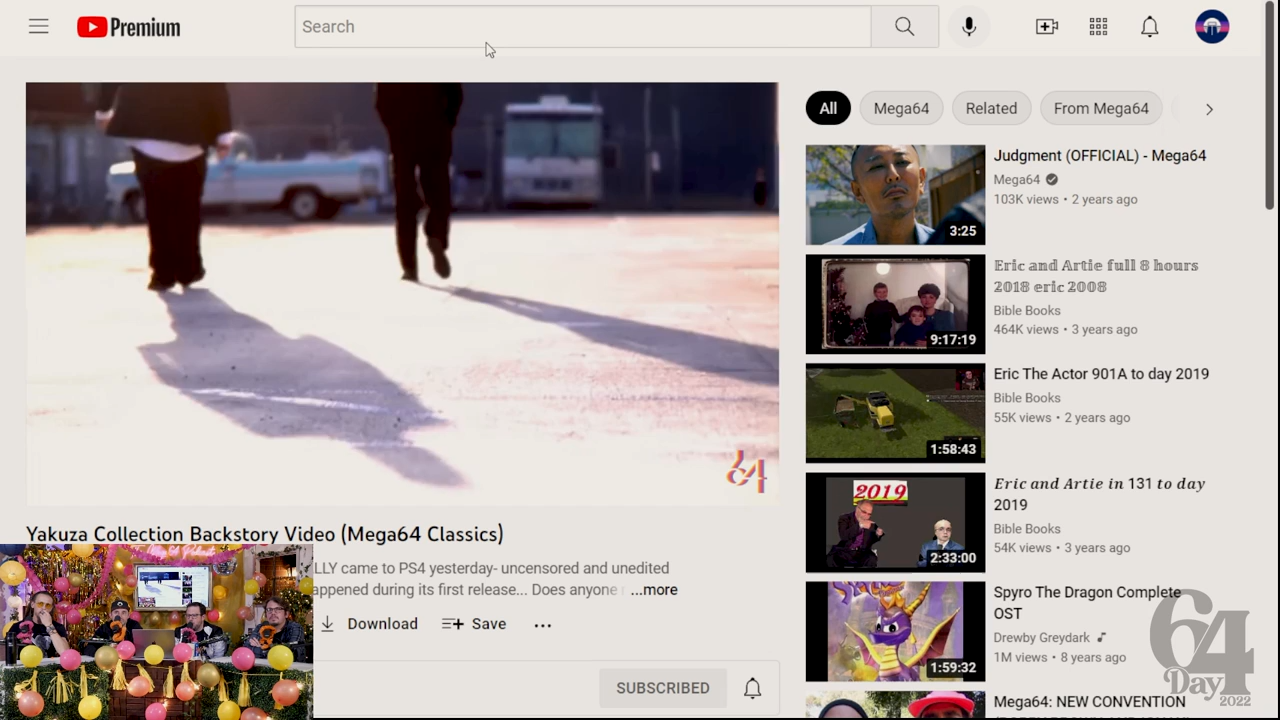 Premium
Search
All
Mega64
Related
From Mega64
64
Yakuza Collection Backstory Video (Mega64 Classics)
LLY came to PS4 yesterday- uncensored and unedited
appened during its first release... Does anyone
...more
Download
Save
SUBSCRIBED
Judgment (OFFICIAL) - Mega64
Mega64
103K views • 2 years ago
3:25
Eric and Artie full 8 hours
2018 eric 2008
Bible Books
464K views • 3 years ago
9:17:19
Eric The Actor 901A to day 2019
Bible Books
55K views • 2 years ago
1:58:43
2019
Eric and Artie in 131 to day
2019
Bible Books
54K views • 3 years ago
2:33:00
Spyro The Dragon Complete
OST
Drewby Greydark
1M views • 8 years ago
1:59:32
Mega64: NEW CONVENTION
64
Day
2022